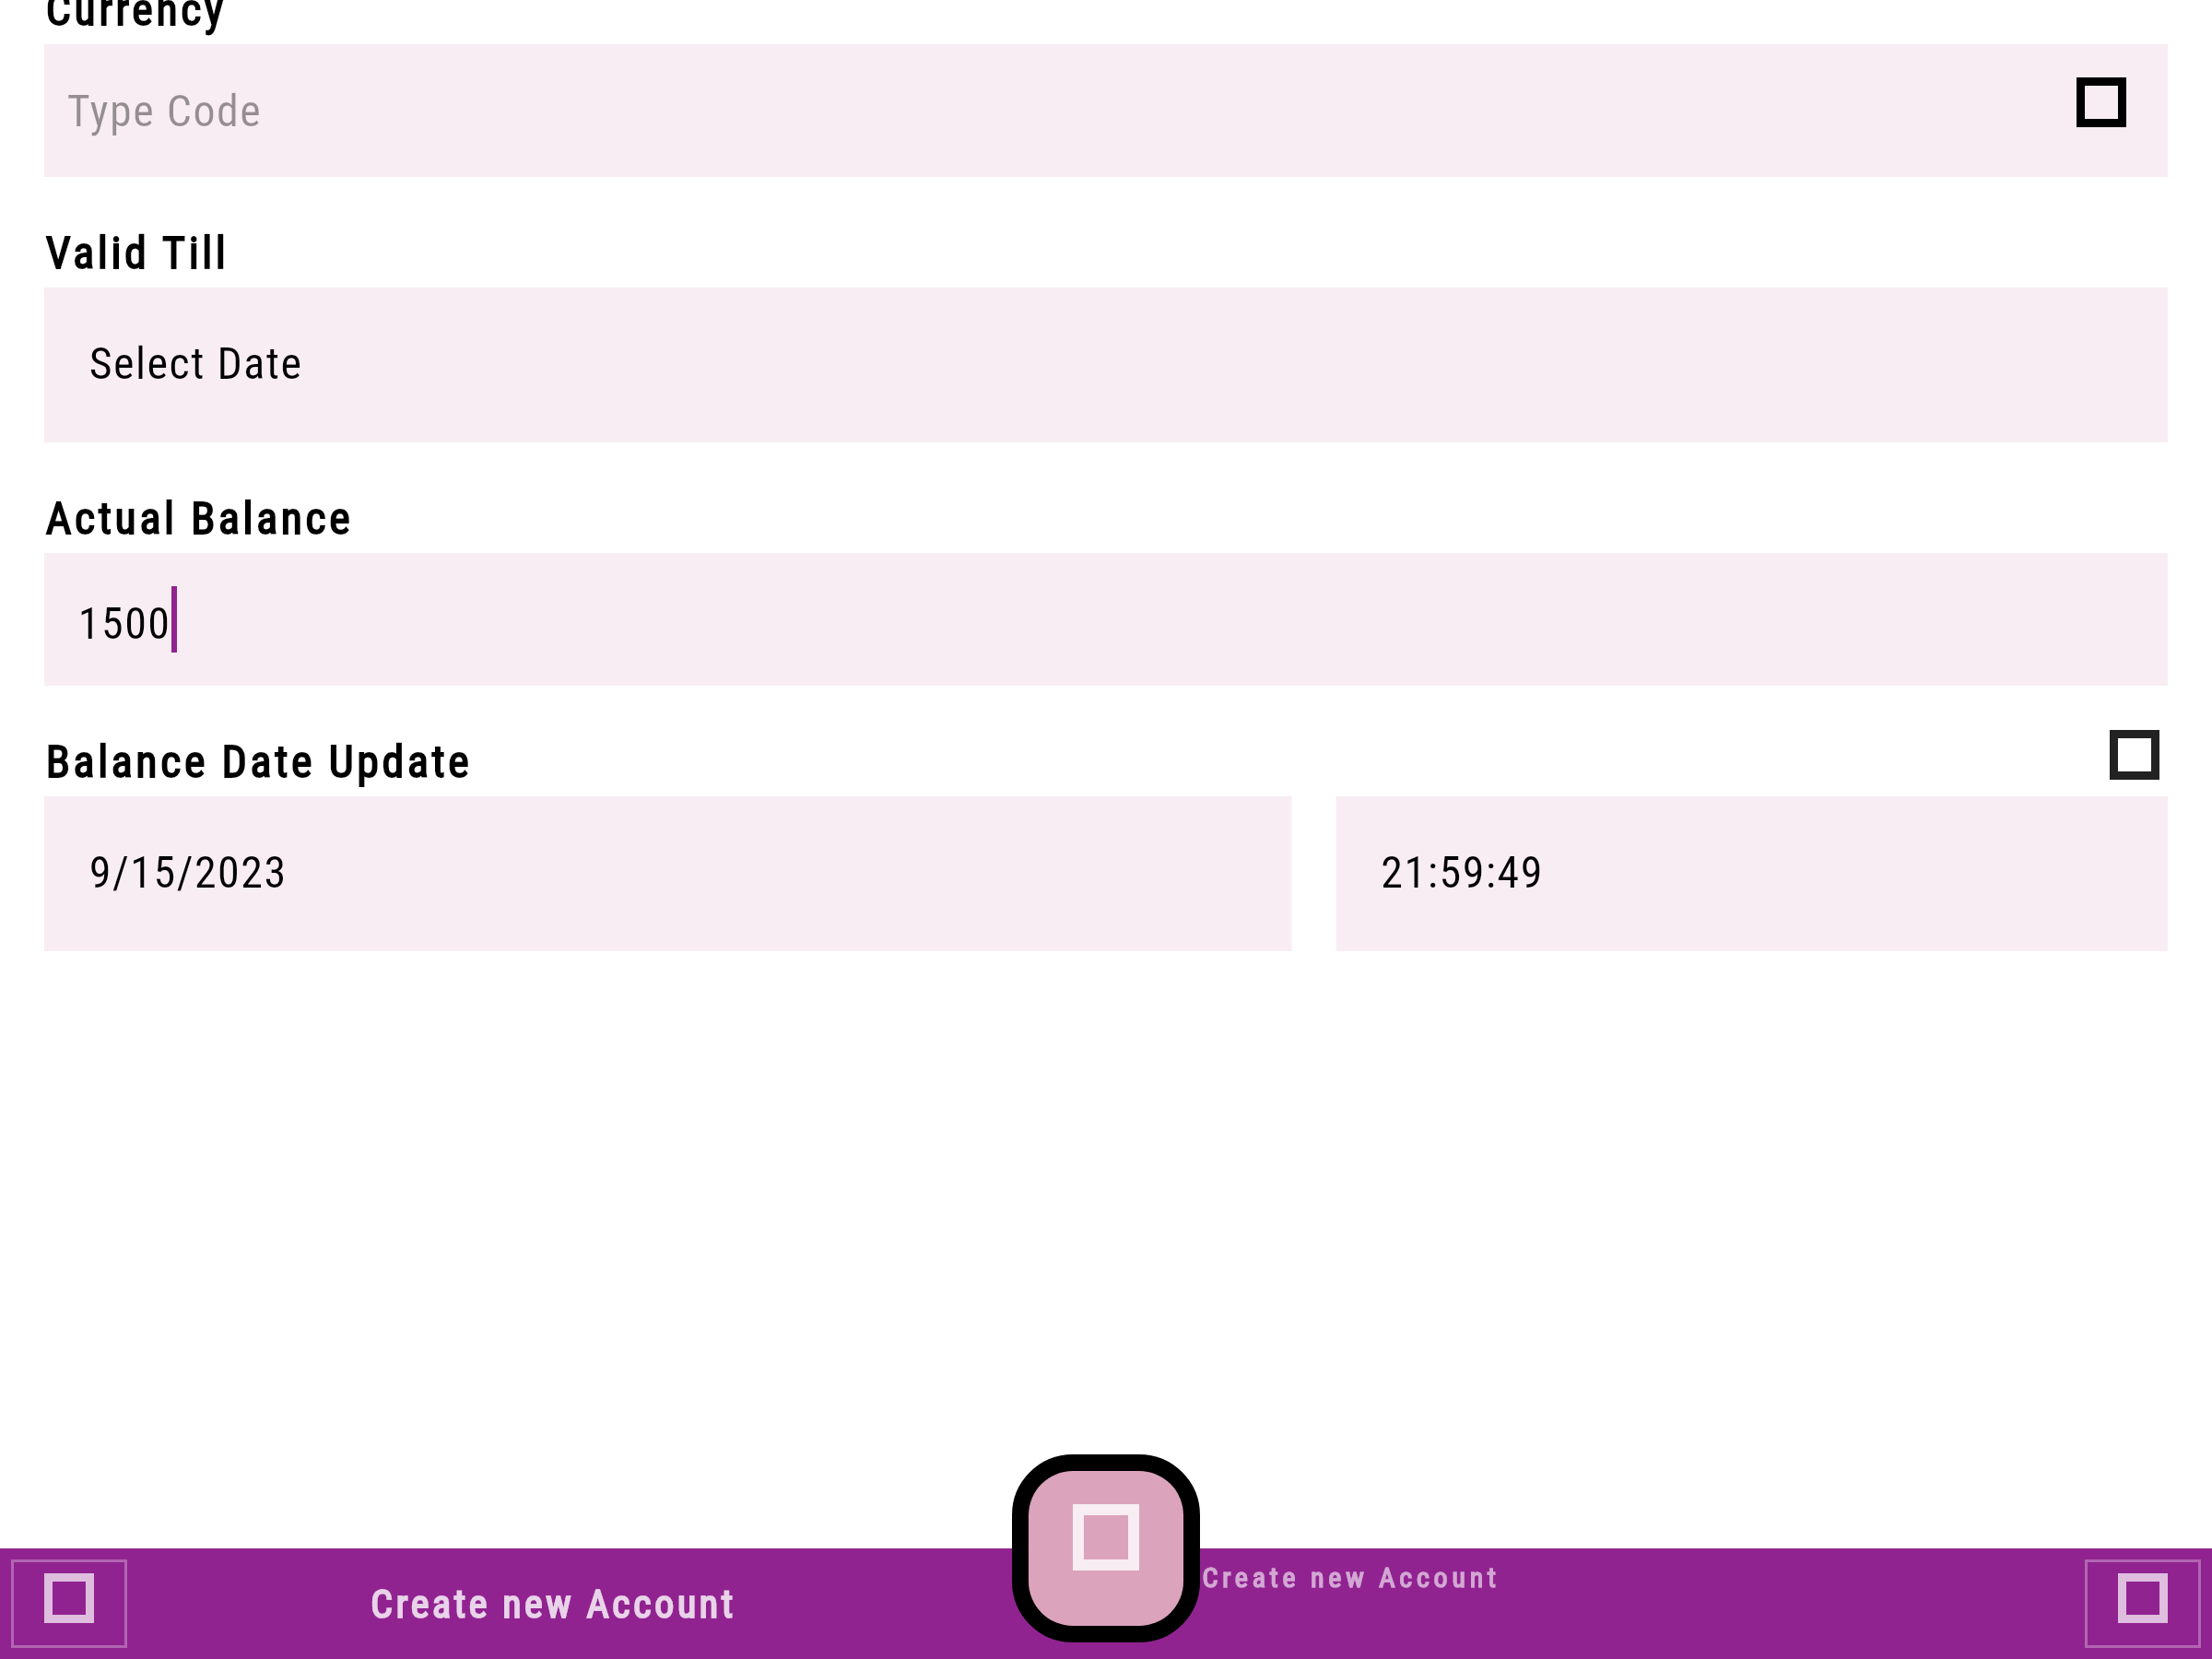 Currency
Type Code
Valid Till
Select Date
Actual Balance
1500
Balance Date Update
9/15/2023
21:59:49
Create new Account
Create new Account